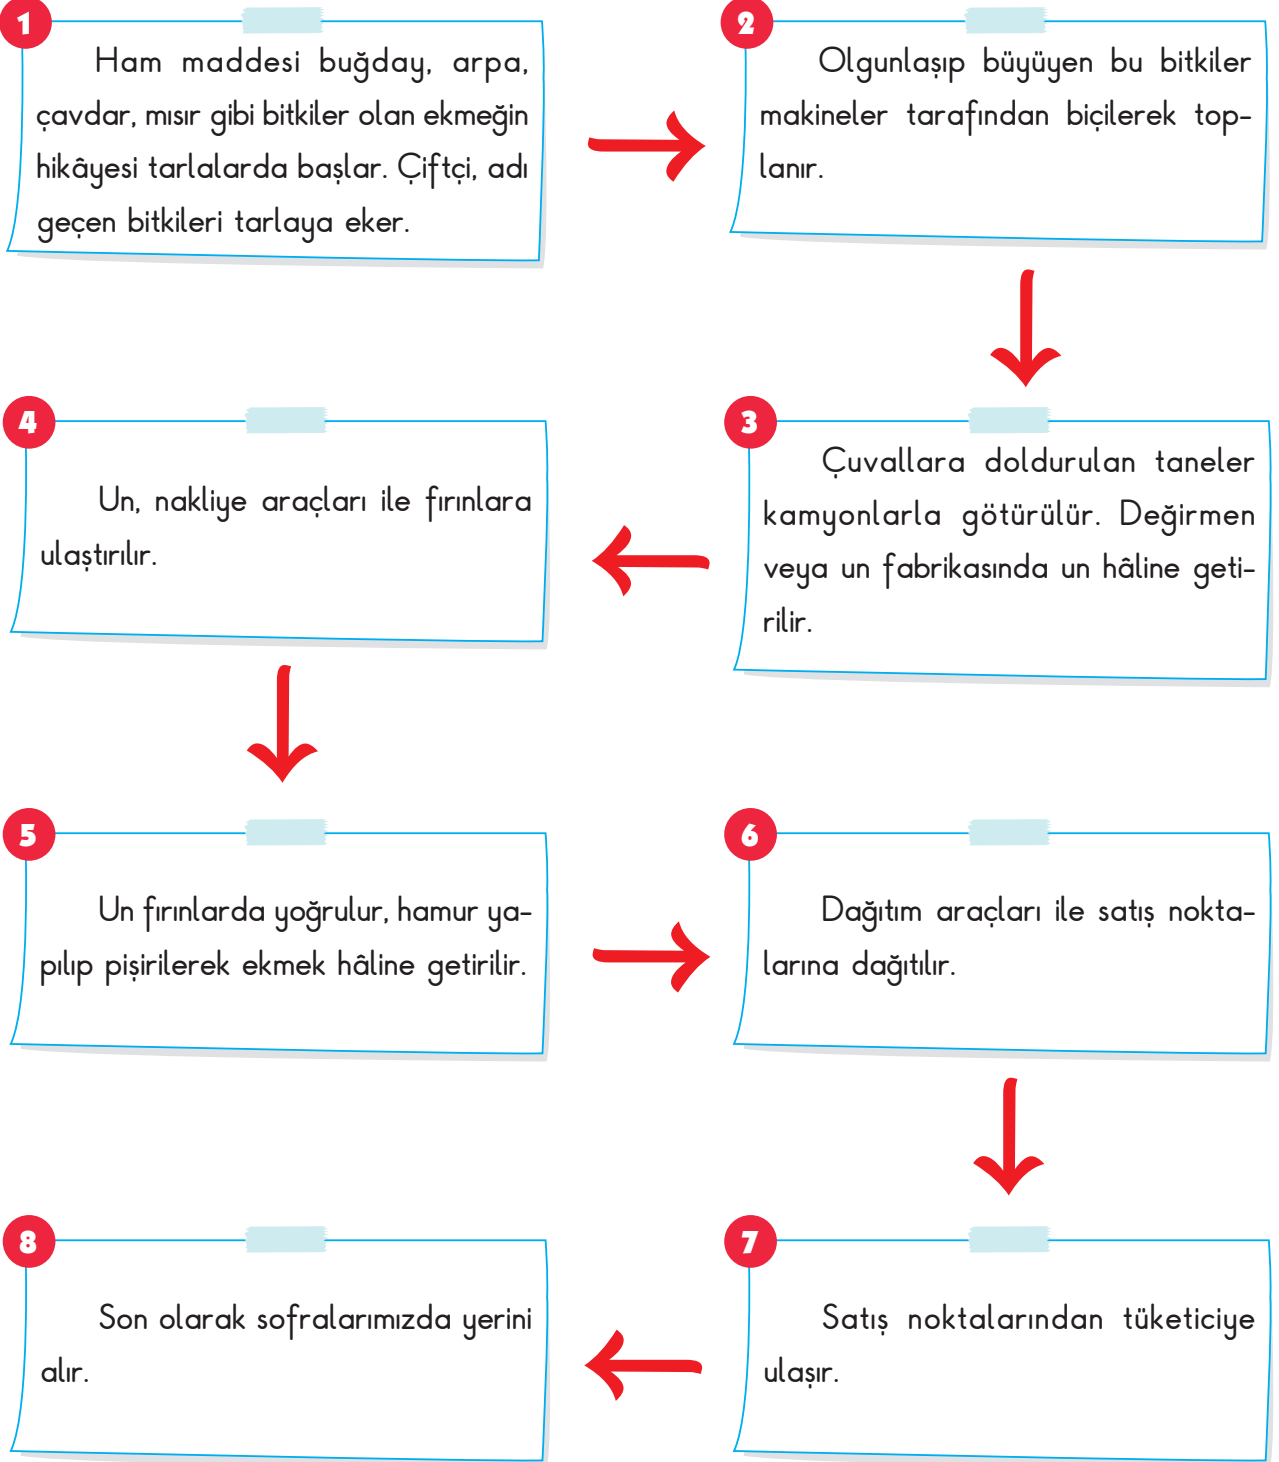 1
Ham maddesi buğday, arpa,
çavdar, mısır gibi bitkiler olan ekmeğin
hikâyesi tarlalarda başlar. Çiftçi, adı
geçen bitkileri tarlaya eker.
2
Olgunlaşıp büyüyen bu bitkiler
makineler tarafından biçilerek top-
lanır.
3
Çuvallara doldurulan taneler
kamyonlarla götürülür. Değirmen
veya un fabrikasında un hâline geti-
rilir.
4
Un, nakliye araçları ile fırınlara
ulaştırılır.
5
Un fırınlarda yoğrulur, hamur ya-
pılıp pişirilerek ekmek hâline getirilir.
6
Dağıtım araçları ile satış nokta-
larına dağıtılır.
7
Satış noktalarından tüketiciye
ulaşır.
8
Son olarak sofralarımızda yerini
alır.